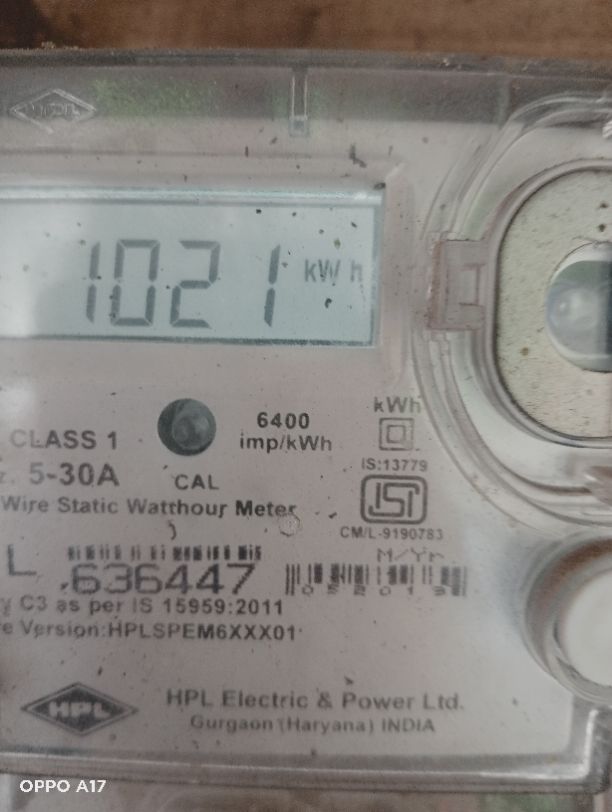 1021 kWh
6400
imp/kWh
kWh
CLASS 1
5-30A
CAL
IS:13779
ISI
Wire Static Watthour Meter
CM/L-9190783
M/Yr
L 636447
052019
C3 as per IS 15959:2011
Version:HPLSPEM6XXX01
HPL
HPL Electric & Power Ltd.
Gurgaon (Haryana) INDIA
OPPO A17